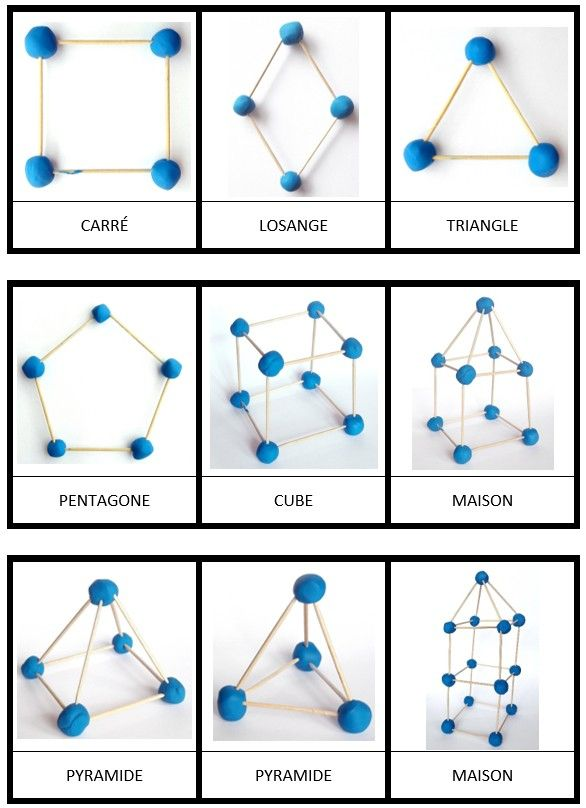 CARRÉ
LOSANGE
TRIANGLE
PENTAGONE
CUBE
MAISON
PYRAMIDE
PYRAMIDE
MAISON